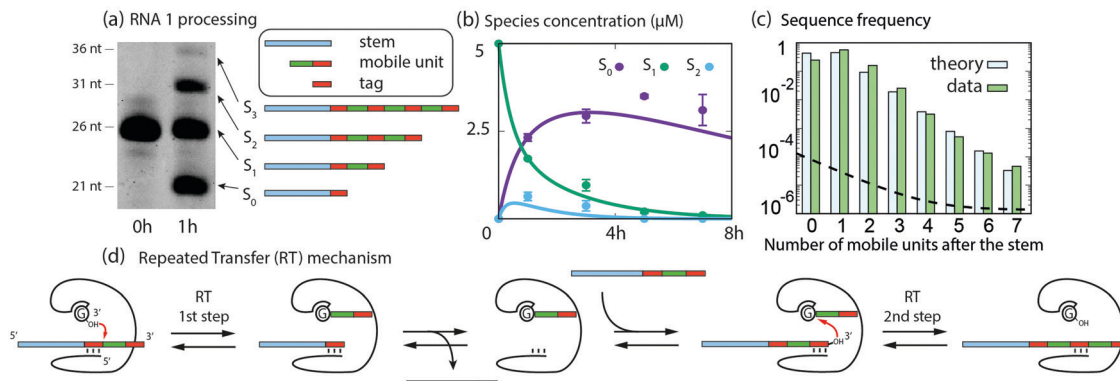 (a) RNA 1 processing
36 nt
31 nt
26 nt
21 nt
0h 1h
stem
mobile unit
tag
S3
S2
S1
S0
(b) Species concentration (μM)
5
2.5
0 4h 8h
S0 S1 S2
(c) Sequence frequency
1
10-2
10-4
10-6
theory
data
0 1 2 3 4 5 6 7
Number of mobile units after the stem
(d) Repeated Transfer (RT) mechanism
G
3′
OH
5′
3′
5′
RT
1st step
G
G
G
OH
3′
RT
2nd step
G
OH